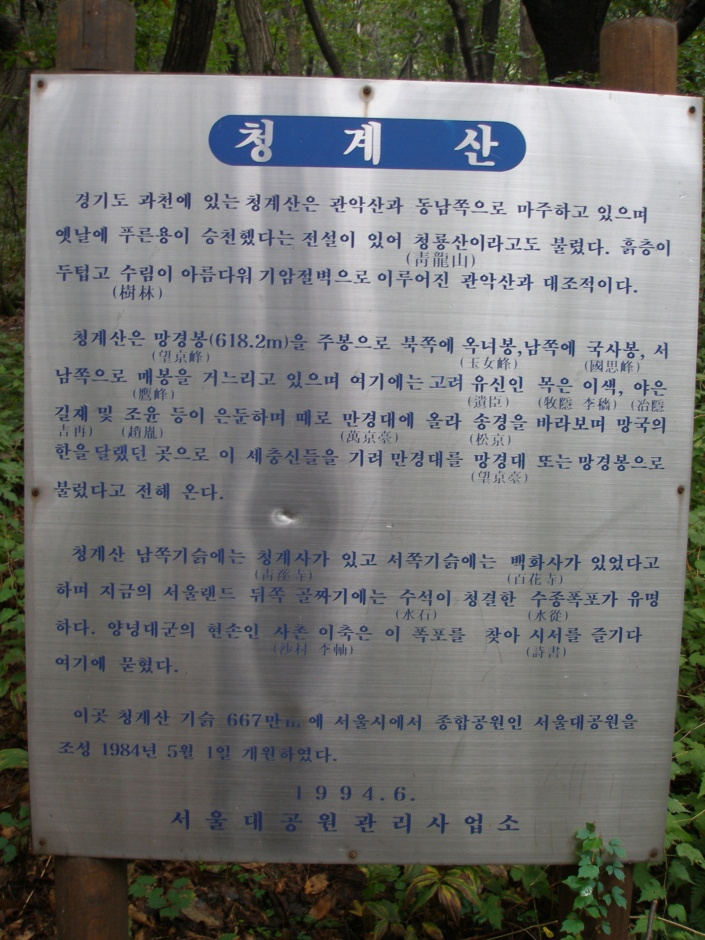 청계산
경기도 과천에 있는 청계산은 관악산과 동남쪽으로 마주하고 있으며
옛날에 푸른용이 승천했다는 전설이 있어 청룡산이라고도 불렀다. 흙층이
(靑龍山)
두텁고 수림이 아름다워 기암절벽으로 이루어진 관악산과 대조적이다.
(樹林)
청계산은 망경봉(618.2m)을 주봉으로 북쪽에 옥녀봉,남쪽에 국사봉, 서
(望京峰) (玉女峰) (國思峰)
남쪽으로 매봉을 거느리고 있으며 여기에는 고려 유신인 목은 이색, 야은
(鷹峰) (遺臣) (牧隱 李穡) (冶隱
길재 및 조윤 등이 은둔하며 때로 만경대에 올라 송경을 바라보며 망국의
吉再) (趙胤) (萬京臺) (松京)
한을 달랬던 곳으로 이 세충신들을 기려 만경대를 망경대 또는 망경봉으로
(望京臺)
불렀다고 전해 온다.
청계산 남쪽기슭에는 청계사가 있고 서쪽기슭에는 백화사가 있었다고
(百花寺)
하며 지금의 서울랜드 뒤쪽 골짜기에는 수석이 청결한 수종폭포가 유명
(水石) (水從)
하다. 양녕대군의 현손인 사촌 이축은 이 폭포를 찾아 시서를 즐기다
(沙村 李軸) (詩書)
여기에 묻혔다.
이곳 청계산 기슭 667만㎡에 서울시에서 종합공원인 서울대공원을
조성 1984년 5월 1일 개원하였다.
1994.6.
서울대공원관리사업소